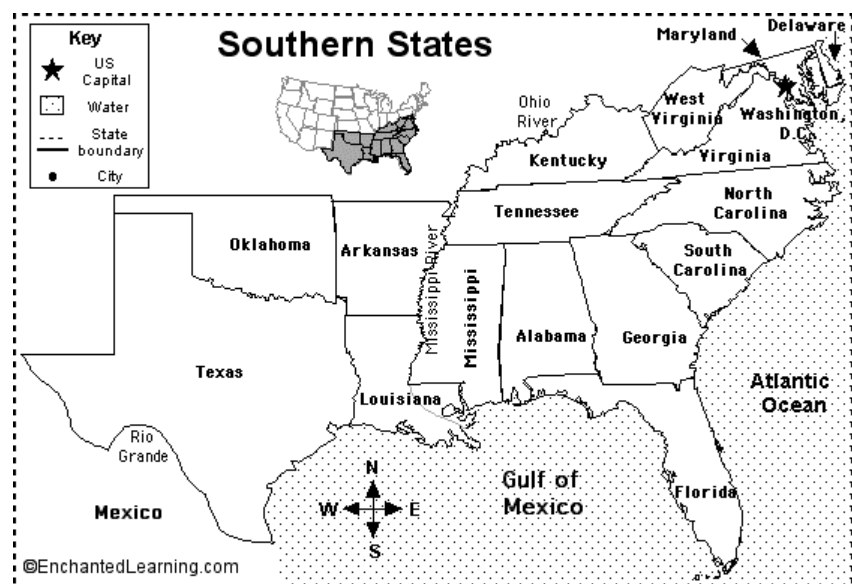 Southern States
Key
US
Capital
Water
State
boundary
City
Delaware
Maryland
Ohio
River
West
Virginia
Washington,
D.C.
Kentucky
Virginia
Tennessee
North
Carolina
Oklahoma
Arkansas
Mississippi River
Mississippi
South
Carolina
Alabama
Georgia
Texas
Louisiana
Atlantic
Ocean
Rio
Grande
Mexico
N
W
E
S
Gulf of
Mexico
Florida
©EnchantedLearning.com